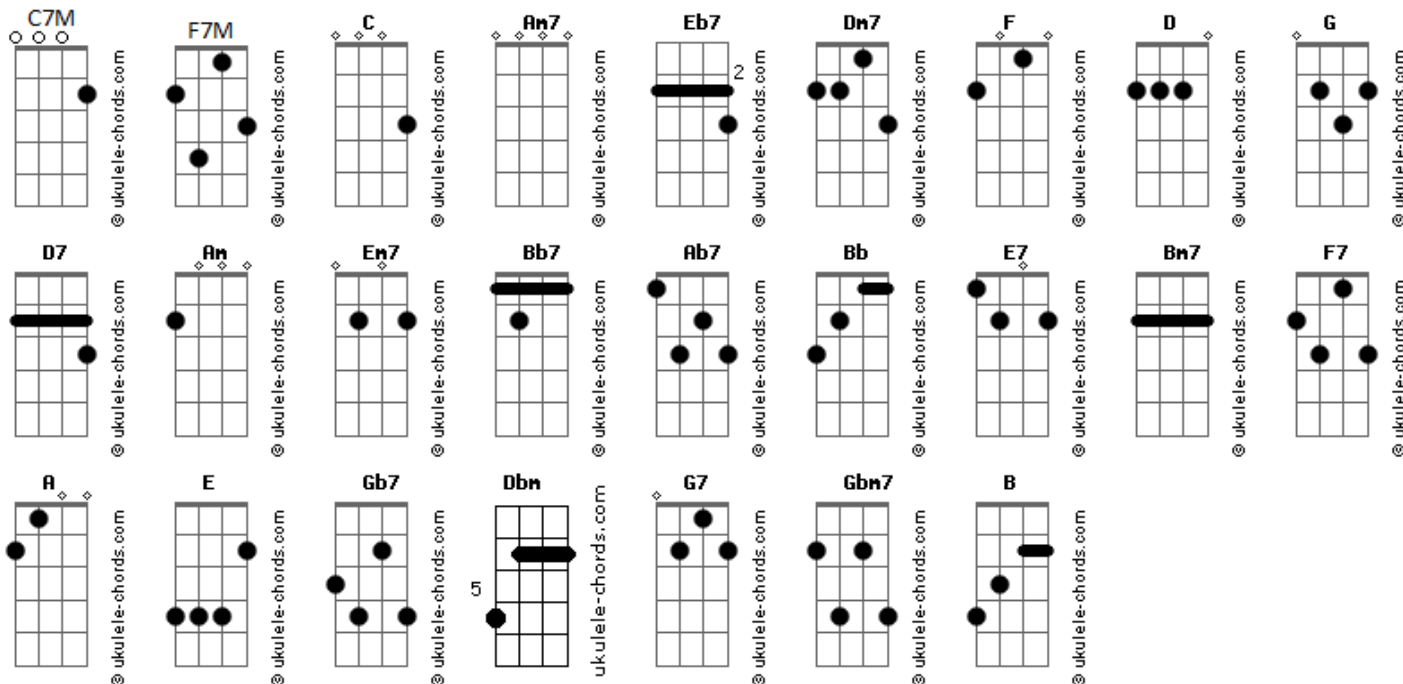 C7M F7M C Am7 Eb7 Dm7 F D G
2
© ukulele-chords.com © ukulele-chords.com © ukulele-chords.com © ukulele-chords.com © ukulele-chords.com © ukulele-chords.com © ukulele-chords.com © ukulele-chords.com © ukulele-chords.com
D7 Am Em7 Bb7 Ab7 Bb E7 Bm7 F7
© ukulele-chords.com © ukulele-chords.com © ukulele-chords.com © ukulele-chords.com © ukulele-chords.com © ukulele-chords.com © ukulele-chords.com © ukulele-chords.com © ukulele-chords.com
A E Gb7 Dbm G7 Gbm7 B
5
© ukulele-chords.com © ukulele-chords.com © ukulele-chords.com ukulele-chords.com © ukulele-chords.com © ukulele-chords.com © ukulele-chords.com